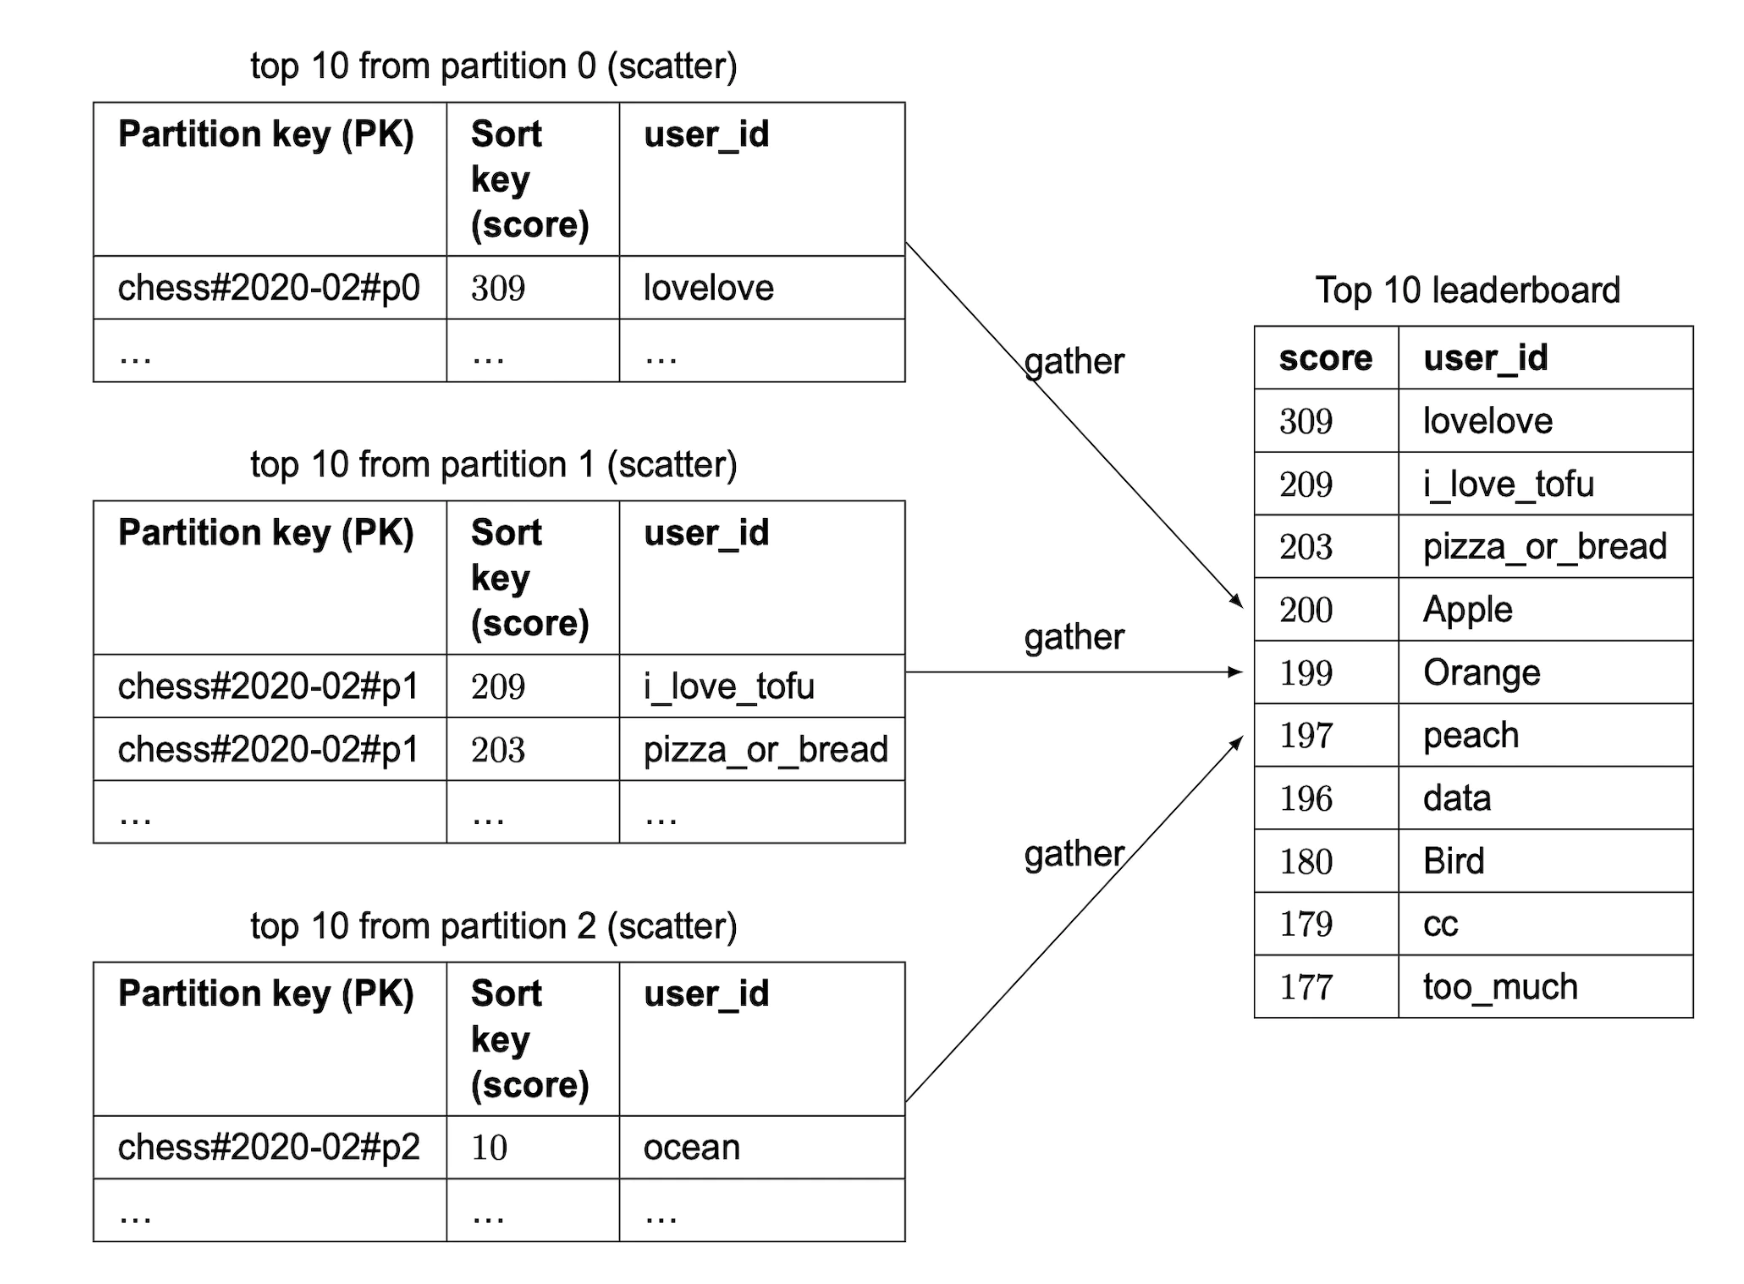 top 10 from partition 0 (scatter)
Partition key (PK) Sort key (score) user_id
chess#2020-02#p0 309 lovelove
… … …
top 10 from partition 1 (scatter)
Partition key (PK) Sort key (score) user_id
chess#2020-02#p1 209 i_love_tofu
chess#2020-02#p1 203 pizza_or_bread
… … …
top 10 from partition 2 (scatter)
Partition key (PK) Sort key (score) user_id
chess#2020-02#p2 10 ocean
… … …
gather
gather
gather
Top 10 leaderboard
score user_id
309 lovelove
209 i_love_tofu
203 pizza_or_bread
200 Apple
199 Orange
197 peach
196 data
180 Bird
179 cc
177 too_much